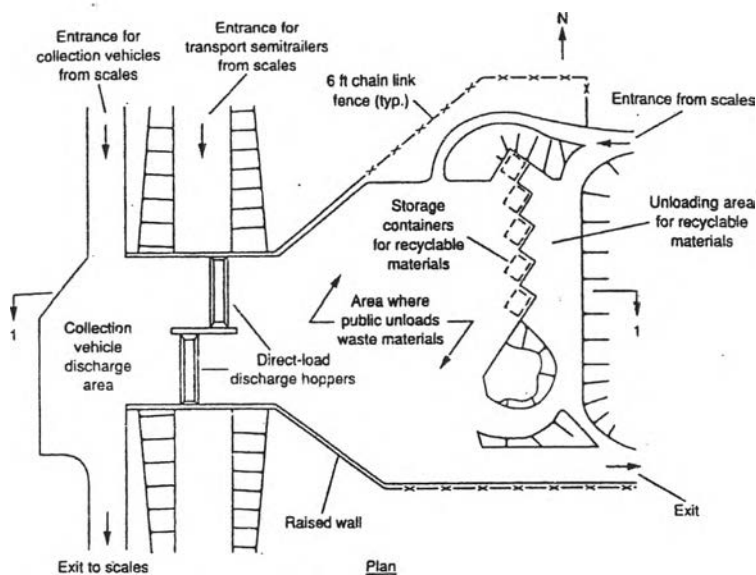 Entrance for
collection vehicles
from scales
Entrance for
transport semitrailers
from scales
N
6 ft chain link
fence (typ.)
Entrance from scales
Storage
containers
for recyclable
materials
Unloading area
for recyclable
materials
1
Collection
vehicle
discharge
area
Area where
public unloads
waste materials
1
Direct-load
discharge hoppers
Raised wall
Exit
Exit to scales
Plan